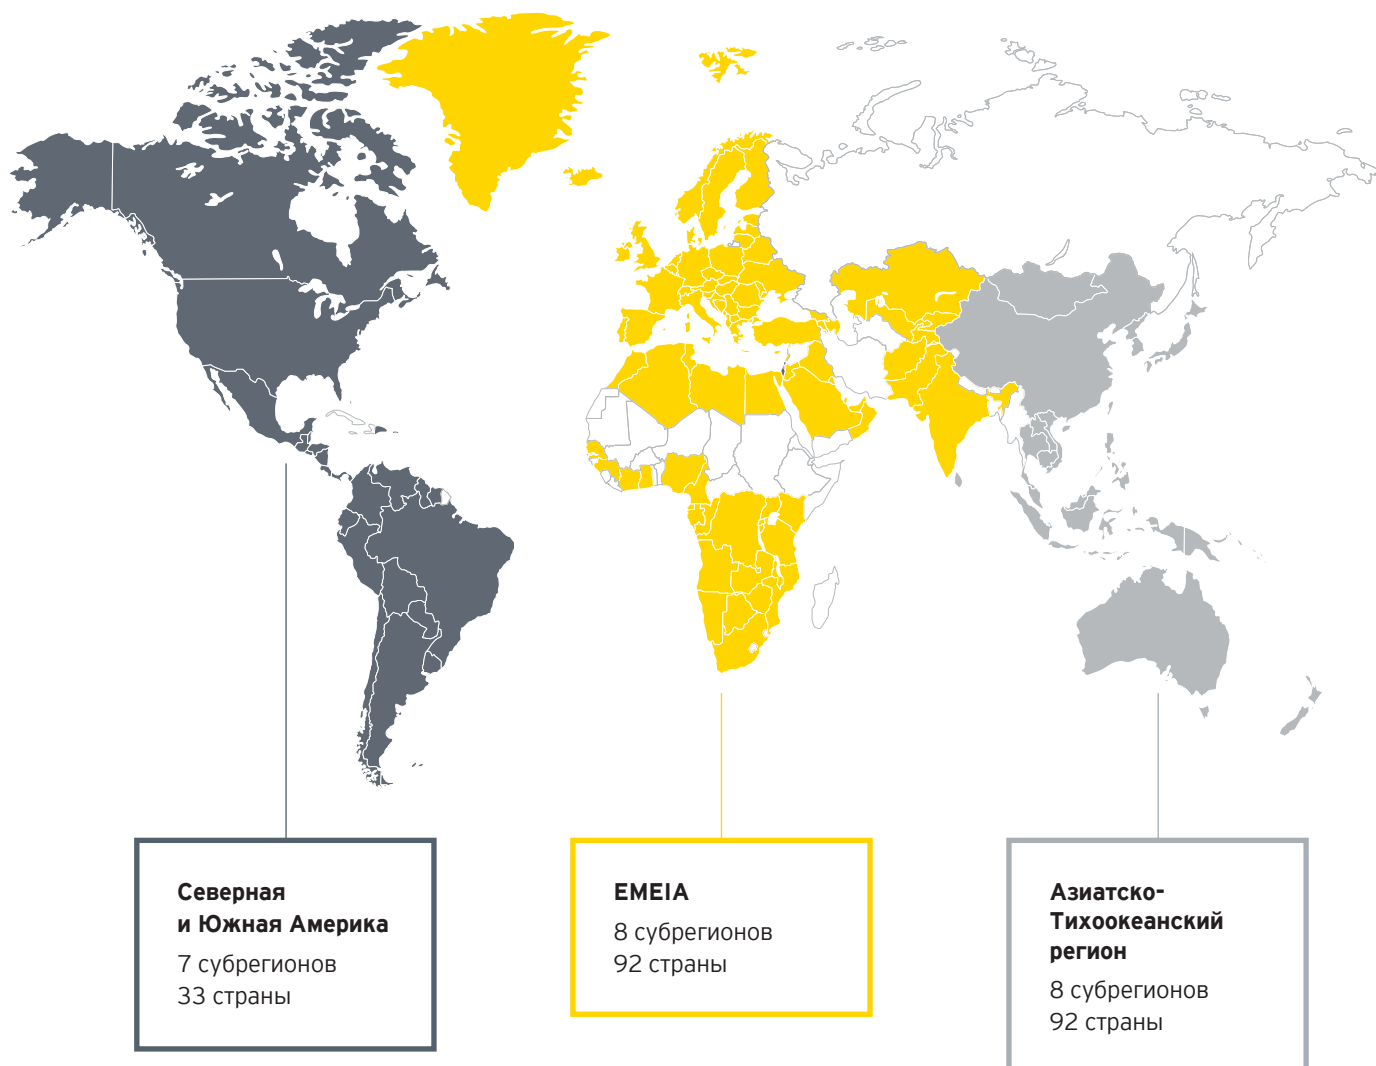 Северная
и Южная Америка
7 субрегионов
33 страны
EMEIA
8 субрегионов
92 страны
Азиатско-
Тихоокеанский
регион
8 субрегионов
92 страны